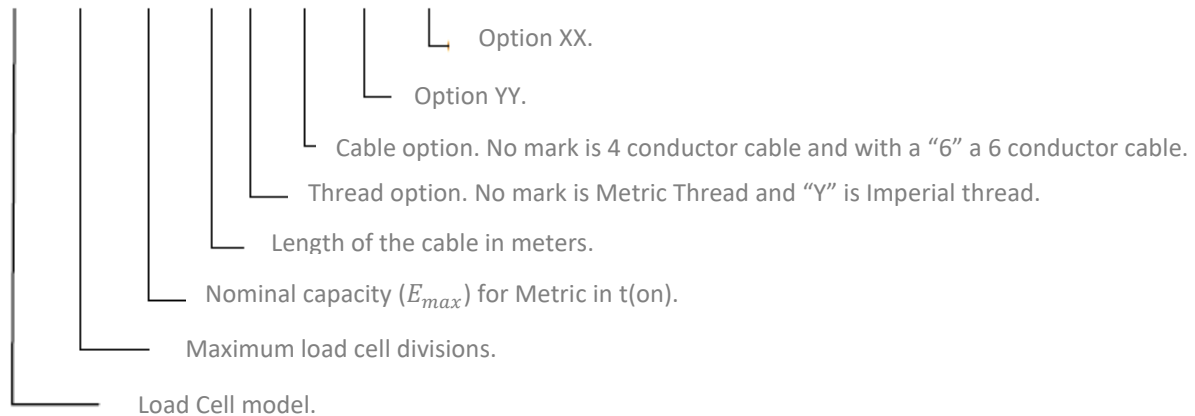 Option XX.
Option YY.
Cable option. No mark is 4 conductor cable and with a “6” a 6 conductor cable.
Thread option. No mark is Metric Thread and “Y” is Imperial thread.
Length of the cable in meters.
Nominal capacity (𝐸𝑚𝑎𝑥) for Metric in t(on).
Maximum load cell divisions.
Load Cell model.